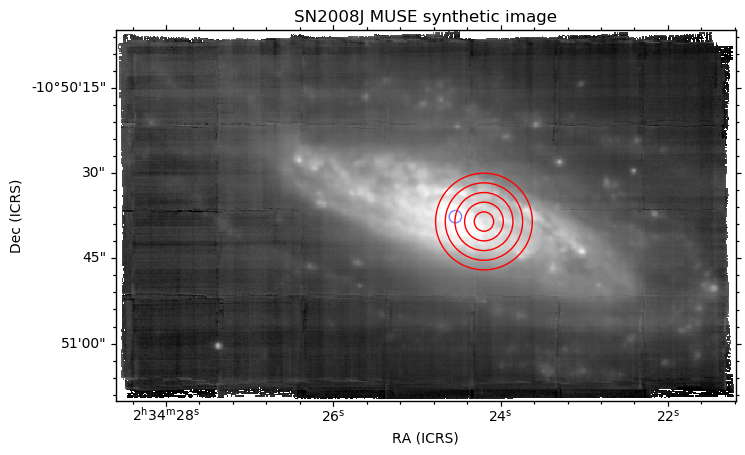 SN2008J MUSE synthetic image
-10°50'15"
30"
45"
51'00"
Dec (ICRS)
2ʰ34ᵐ28ˢ
26ˢ
24ˢ
22ˢ
RA (ICRS)